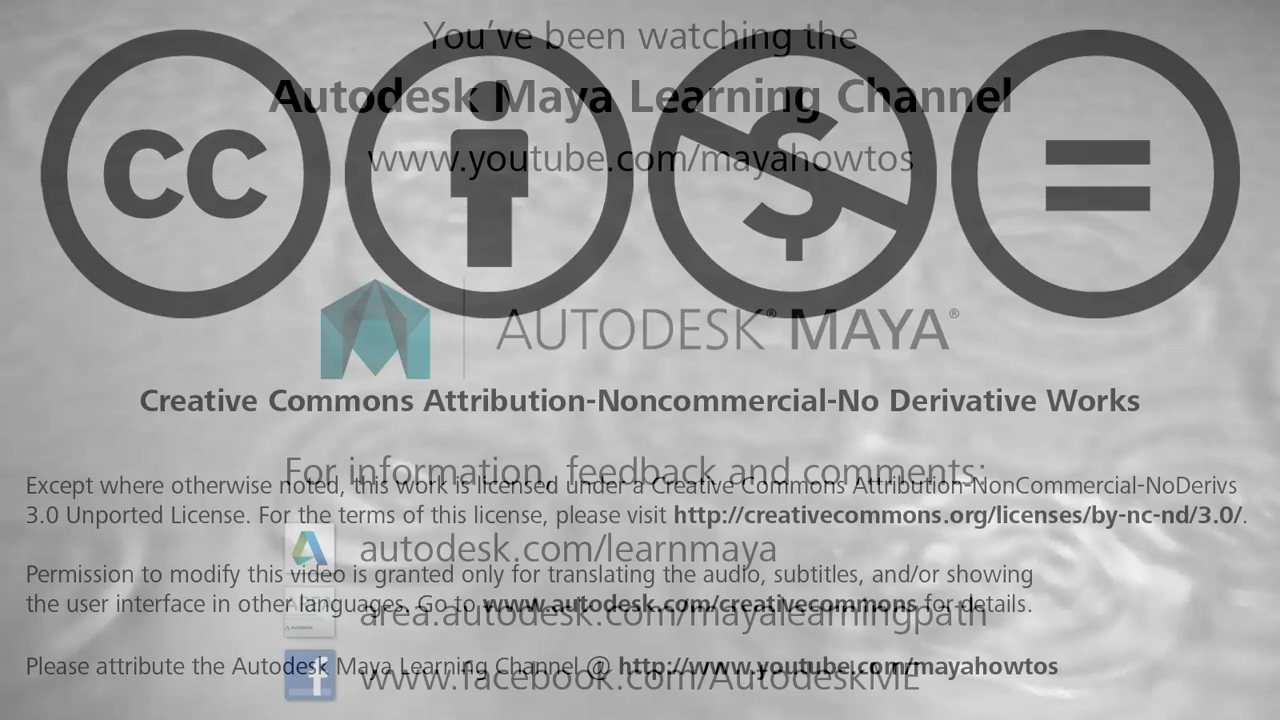 You've been watching the
Autodesk Maya Learning Channel
www.youtube.com/mayahowtos
cc
$
=
AUTODESK® MAYA®
Creative Commons Attribution-Noncommercial-No Derivative Works
For information, feedback and comments:
Except where otherwise noted, this work is licensed under a Creative Commons Attribution-NonCommercial-NoDerivs
3.0 Unported License. For the terms of this license, please visit http://creativecommons.org/licenses/by-nc-nd/3.0/.
autodesk.com/learnmaya
Permission to modify this video is granted only for translating the audio, subtitles, and/or showing
the user interface in other languages. Go to www.autodesk.com/creativecommons for details.
area.autodesk.com/mayalearningpath
Please attribute the Autodesk Maya Learning Channel @ http://www.youtube.com/mayahowtos
f www.facebook.com/AutodeskME